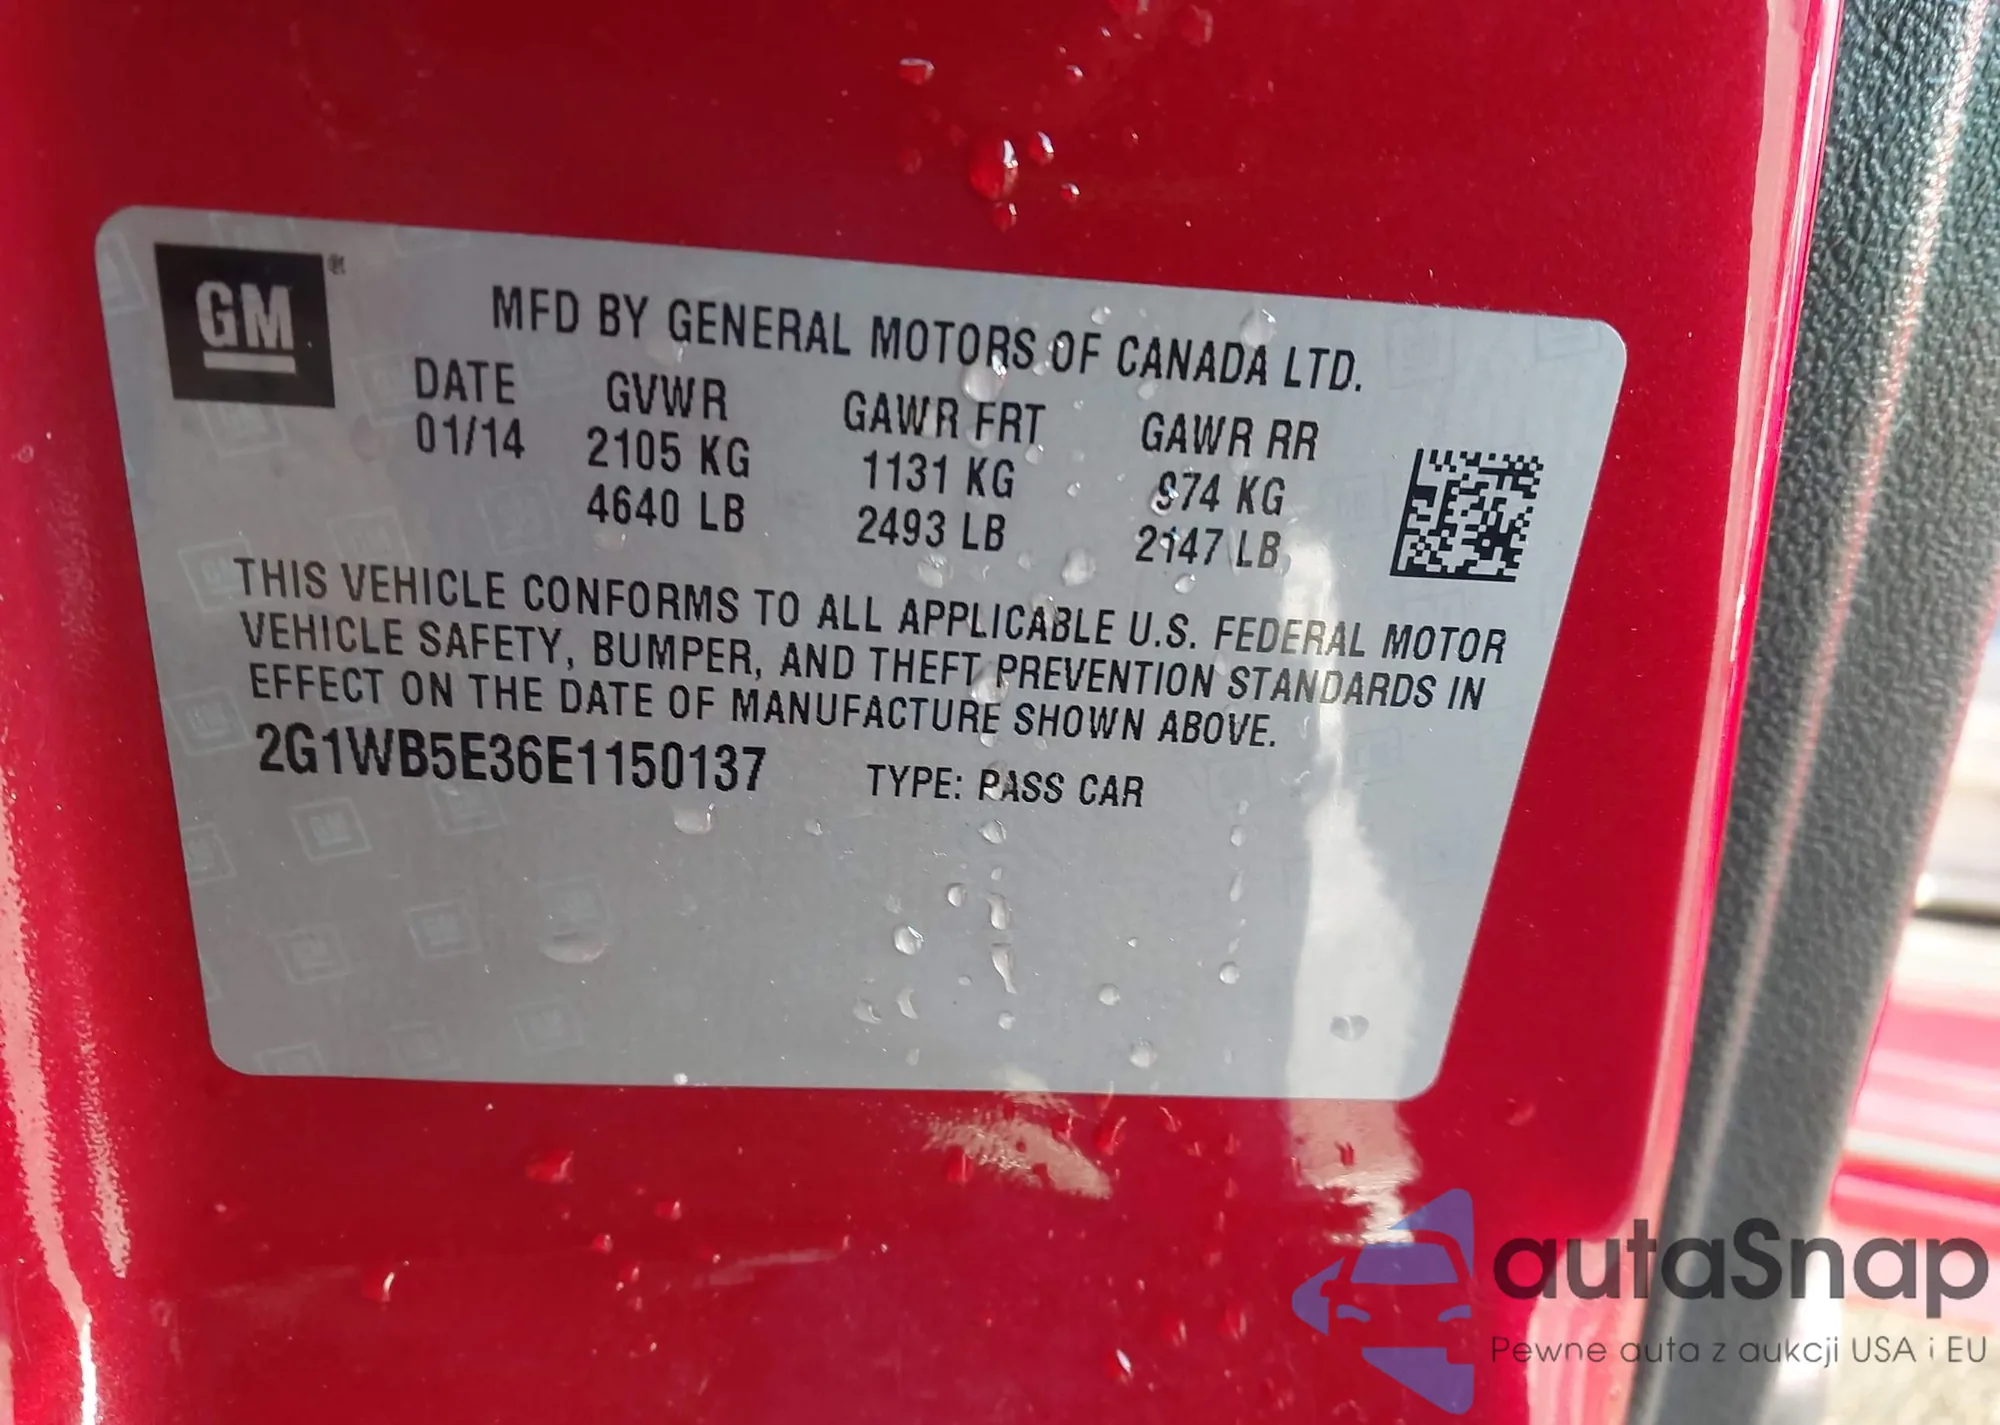 GM®
MFD BY GENERAL MOTORS OF CANADA LTD.
DATE GVWR GAWR FRT GAWR RR
01/14 2105 KG 1131 KG 974 KG
4640 LB 2493 LB 2147 LB
THIS VEHICLE CONFORMS TO ALL APPLICABLE U.S. FEDERAL MOTOR
VEHICLE SAFETY, BUMPER, AND THEFT PREVENTION STANDARDS IN
EFFECT ON THE DATE OF MANUFACTURE SHOWN ABOVE.
2G1WB5E36E1150137 TYPE: PASS CAR
autaSnap
Pewne auta z aukcji USA i EU